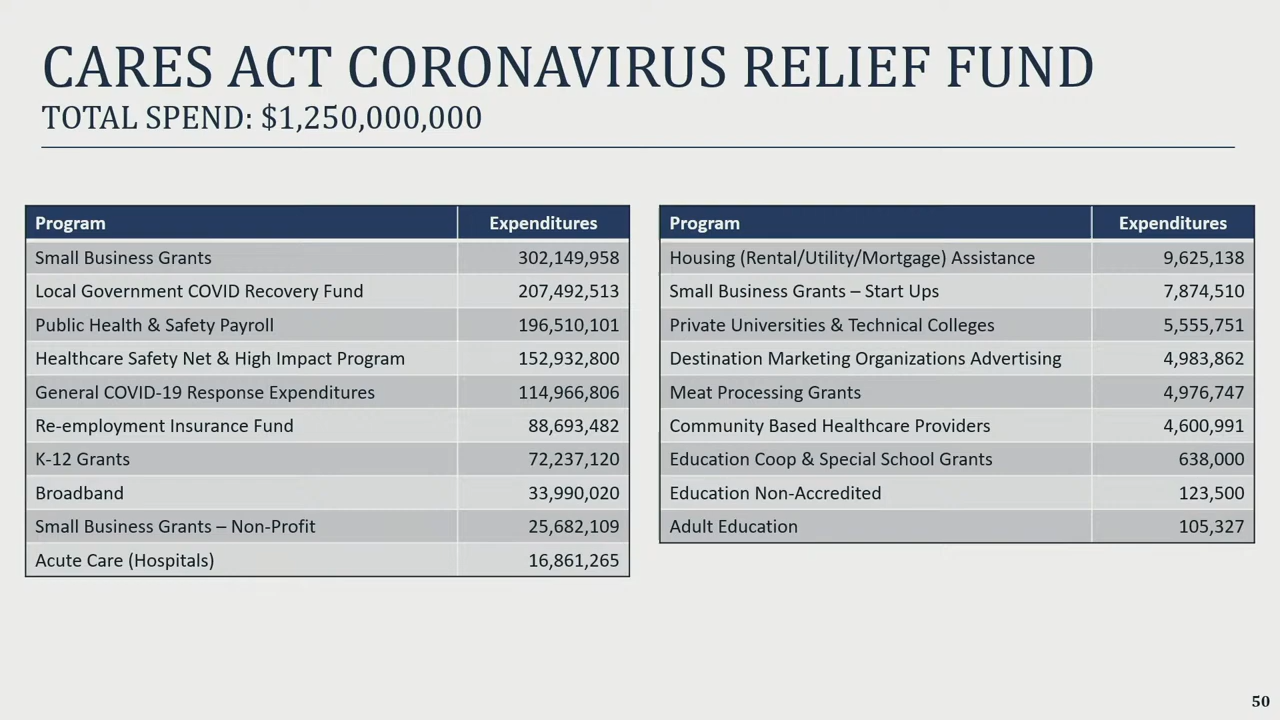 CARES ACT CORONAVIRUS RELIEF FUND
TOTAL SPEND: $1,250,000,000
Program Expenditures
Small Business Grants 302,149,958
Local Government COVID Recovery Fund 207,492,513
Public Health & Safety Payroll 196,510,101
Healthcare Safety Net & High Impact Program 152,932,800
General COVID-19 Response Expenditures 114,966,806
Re-employment Insurance Fund 88,693,482
K-12 Grants 72,237,120
Broadband 33,990,020
Small Business Grants – Non-Profit 25,682,109
Acute Care (Hospitals) 16,861,265
Program Expenditures
Housing (Rental/Utility/Mortgage) Assistance 9,625,138
Small Business Grants – Start Ups 7,874,510
Private Universities & Technical Colleges 5,555,751
Destination Marketing Organizations Advertising 4,983,862
Meat Processing Grants 4,976,747
Community Based Healthcare Providers 4,600,991
Education Coop & Special School Grants 638,000
Education Non-Accredited 123,500
Adult Education 105,327
50